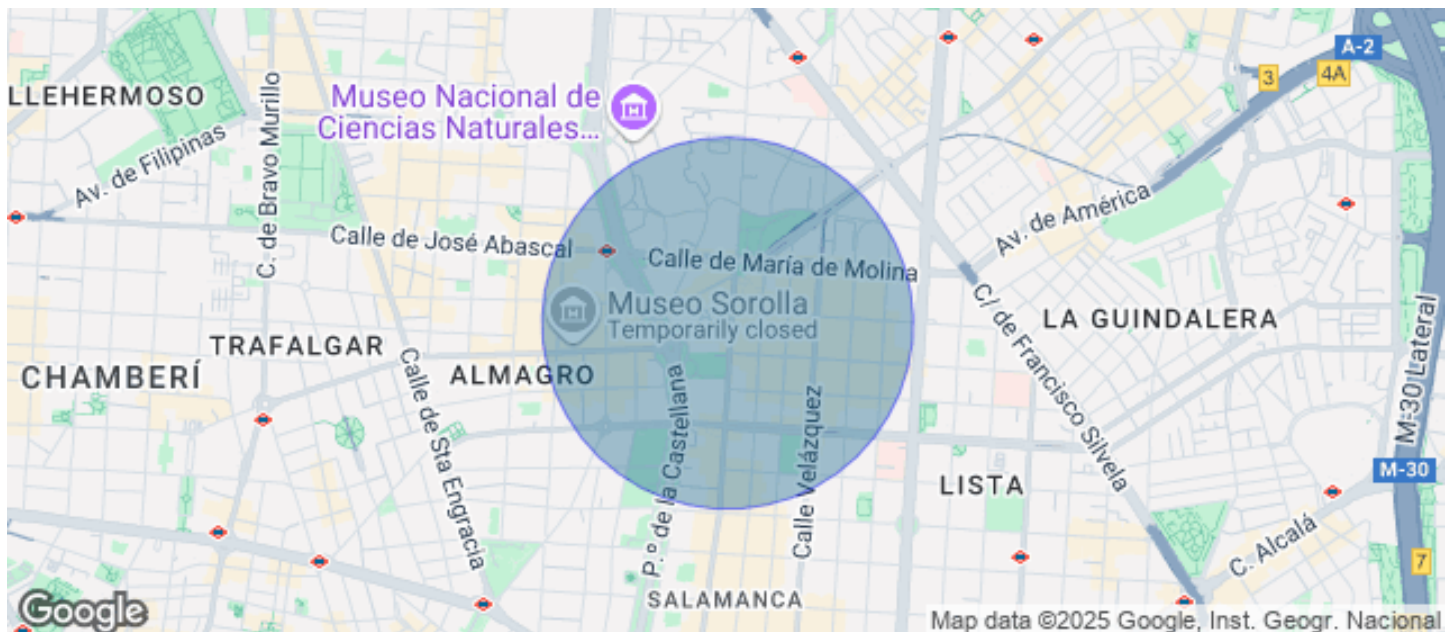 A-2
3
4A
LLEHERMOSO
Museo Nacional de
Ciencias Naturales...
Av. de Filipinas
C. de Bravo Murillo
Calle de José Abascal
Calle de María de Molina
Av. de América
Museo Sorolla
Temporarily closed
C/ de Francisco Silvela
LA GUINDALERA
TRAFALGAR
CHAMBERÍ
ALMAGRO
Calle de Sta Engracia
P.º de la Castellana
Calle Velázquez
M-30 Lateral
M-30
LISTA
C. Alcalá
7
SALAMANCA
Google
Map data ©2025 Google, Inst. Geogr. Nacional